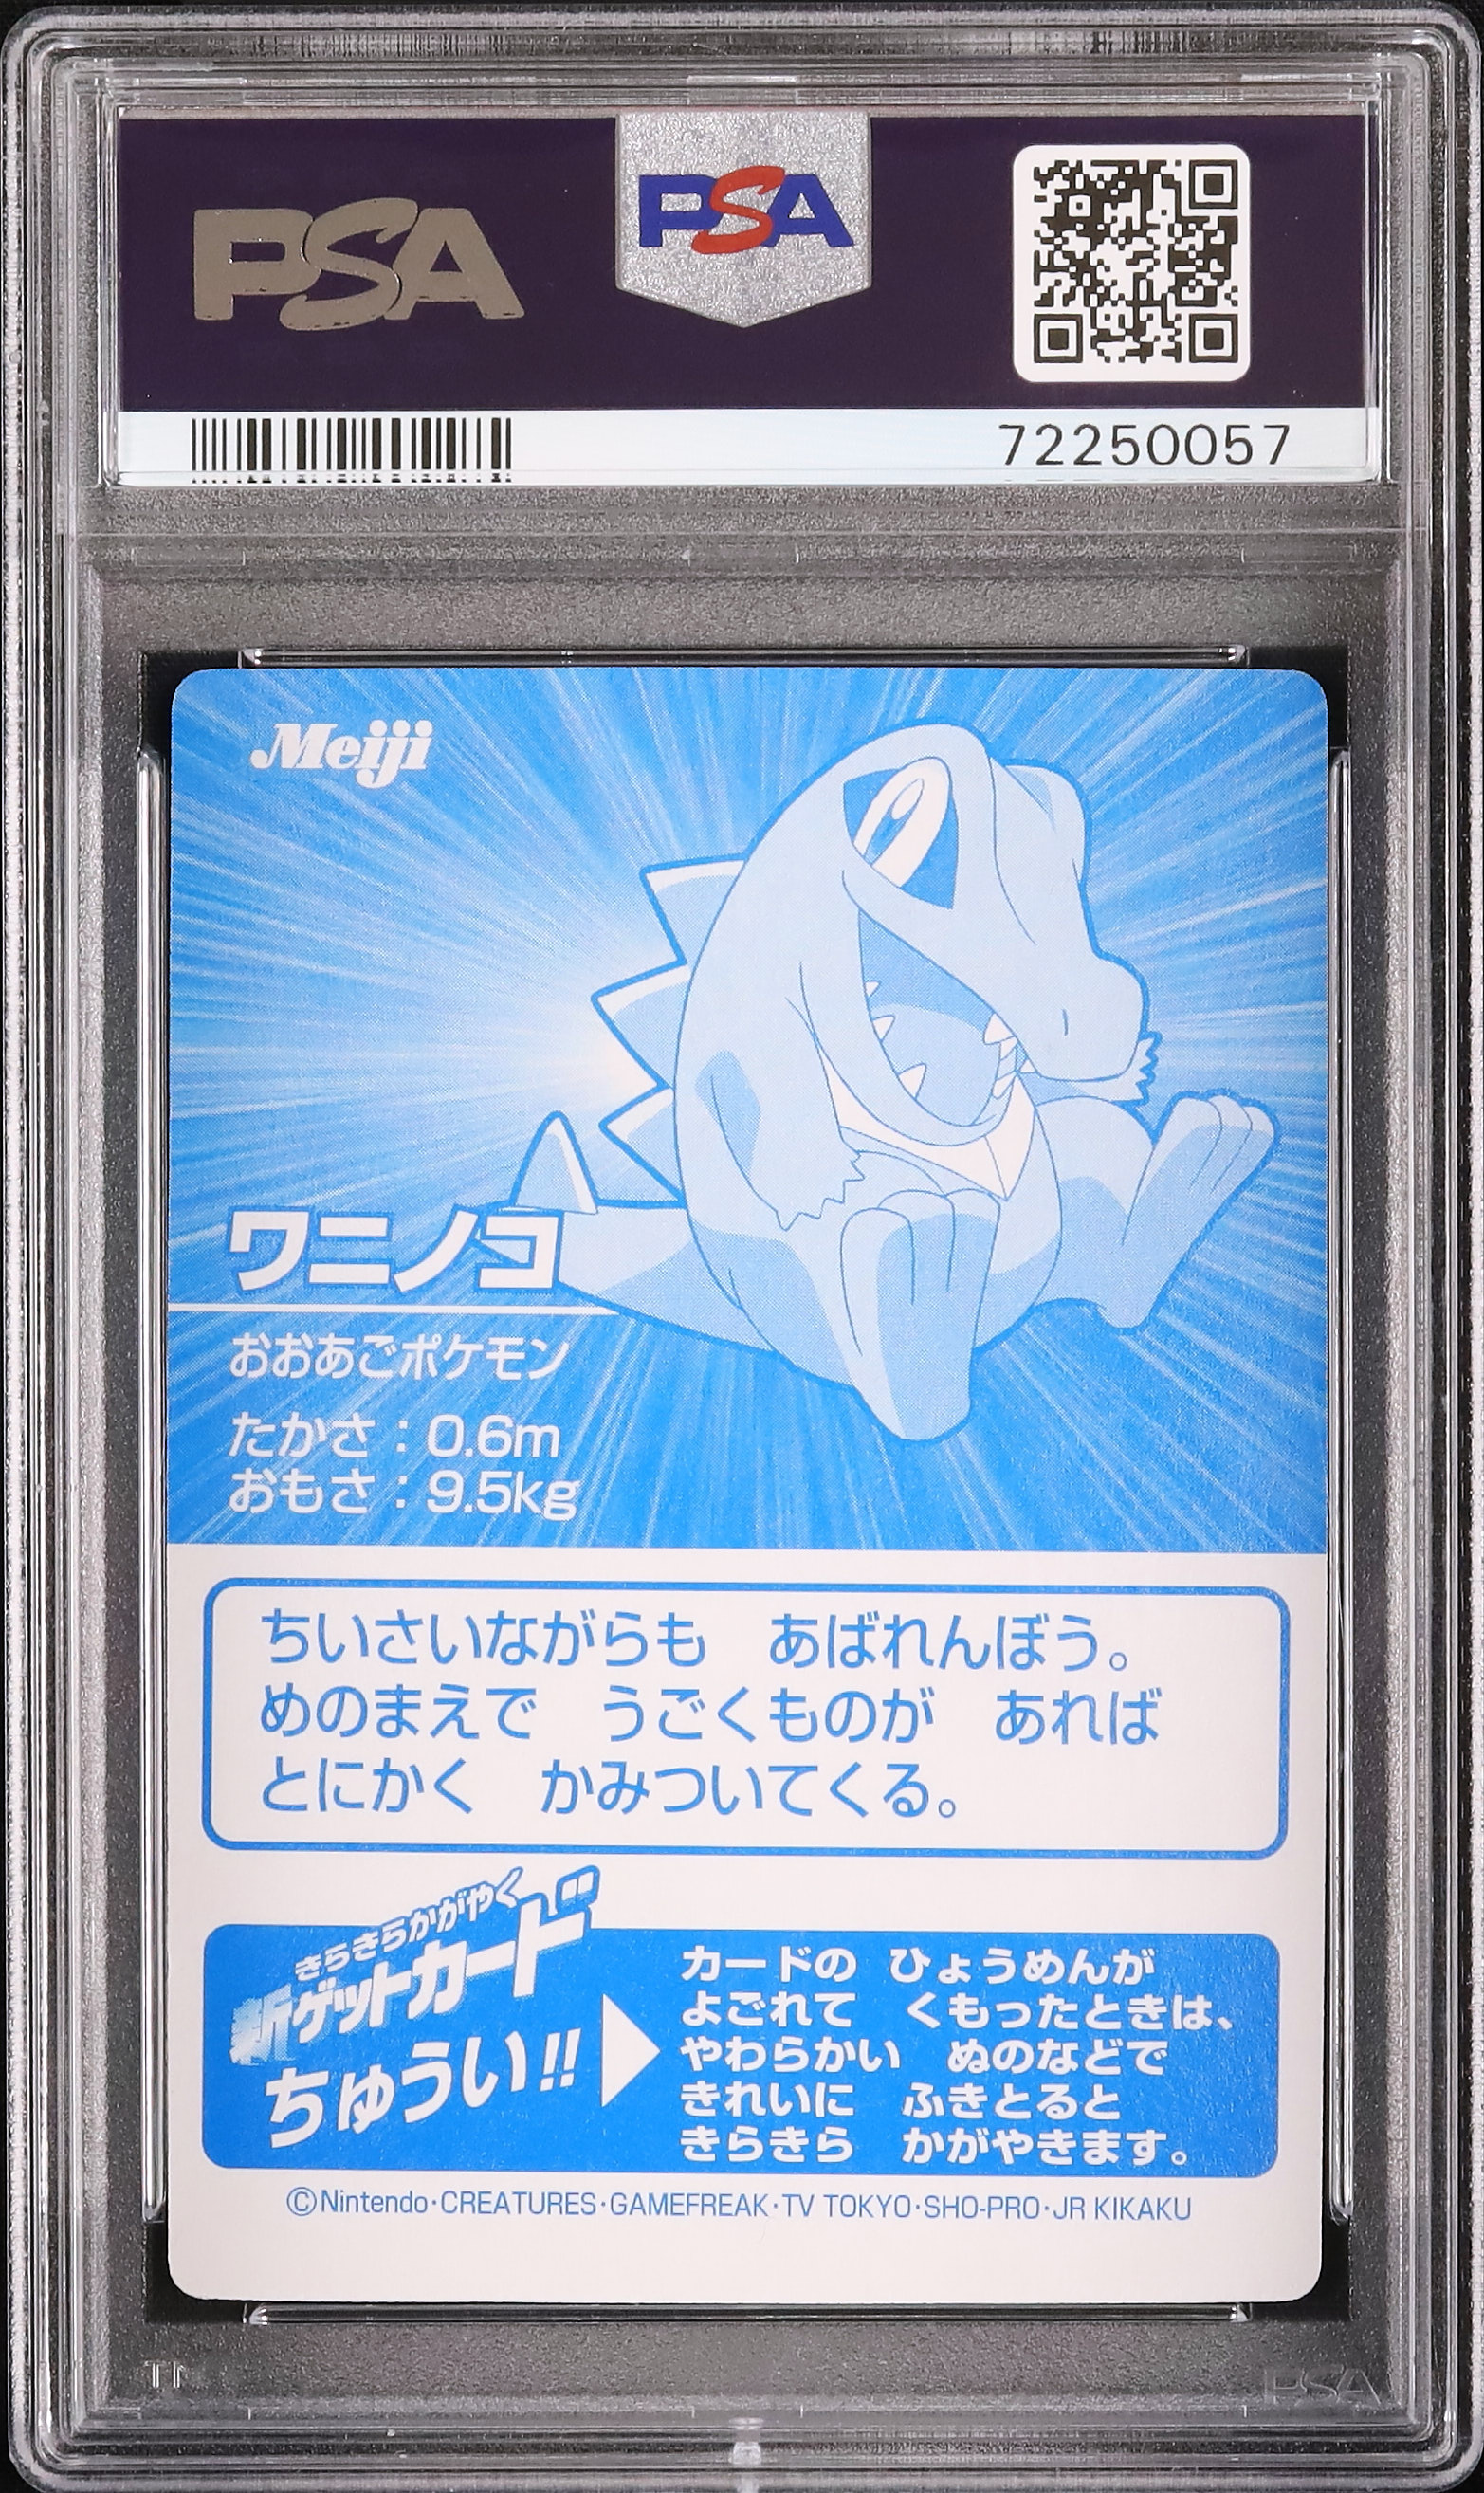 PSA
PSA
72250057
Meiji
ワニノコ
おおあごポケモン
たかさ：0.6m
おもさ：9.5kg
ちいさいながらも　あばれんぼう。
めのまえで　うごくものが　あれば
とにかく　かみついてくる。
きらきらかがやく
新ゲットカード
ちゅうい!!
カードの　ひょうめんが
よごれて　くもったときは、
やわらかい　ぬのなどで
きれいに　ふきとると
きらきら　かがやきます。
©Nintendo·CREATURES·GAMEFREAK·TV TOKYO·SHO-PRO·JR KIKAKU
PSA